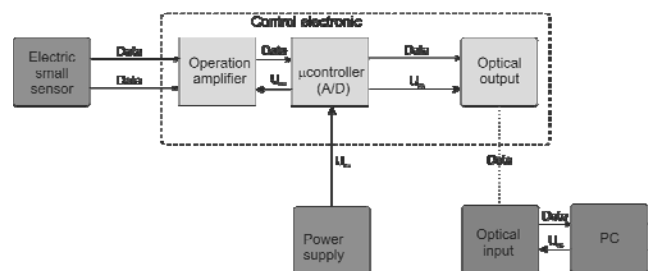 Control electronic
Electric
small
sensor
Data
Data
Operation
amplifier
Data
μcontroller
(A/D)
Data
Optical
output
Data
Power
supply
Optical
input
Data
PC